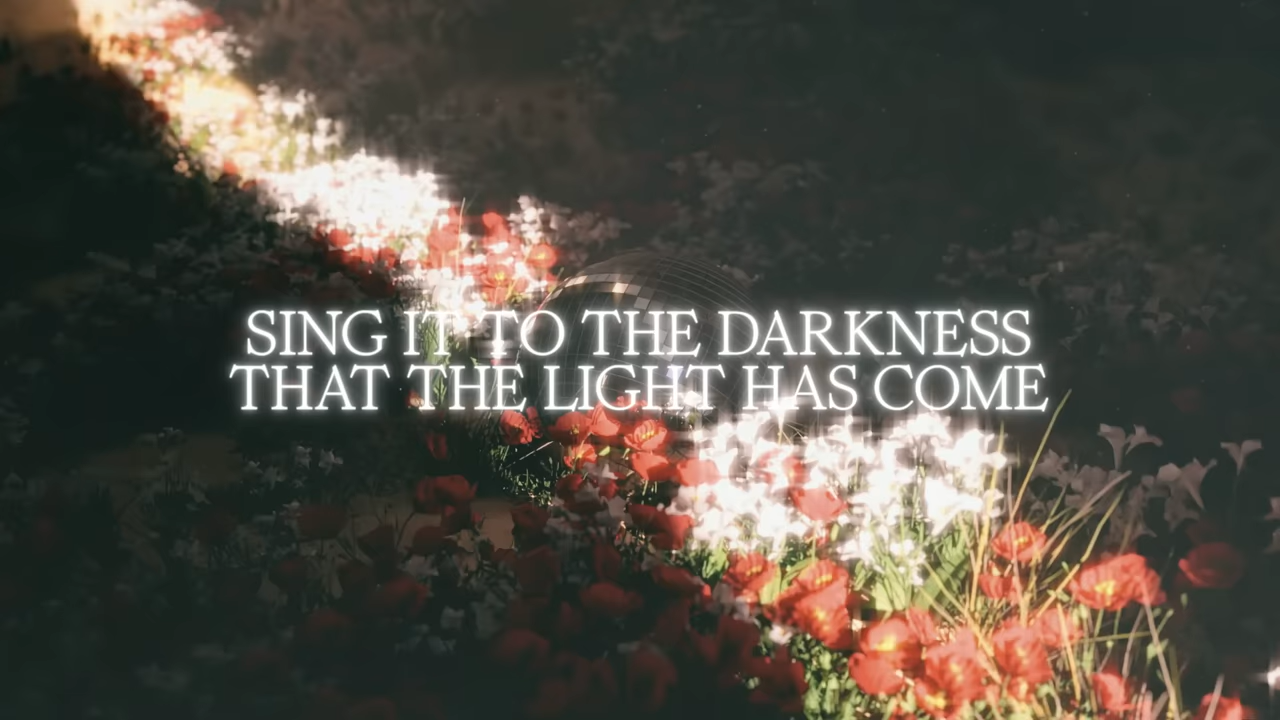 SING IT TO THE DARKNESS
THAT THE LIGHT HAS COME